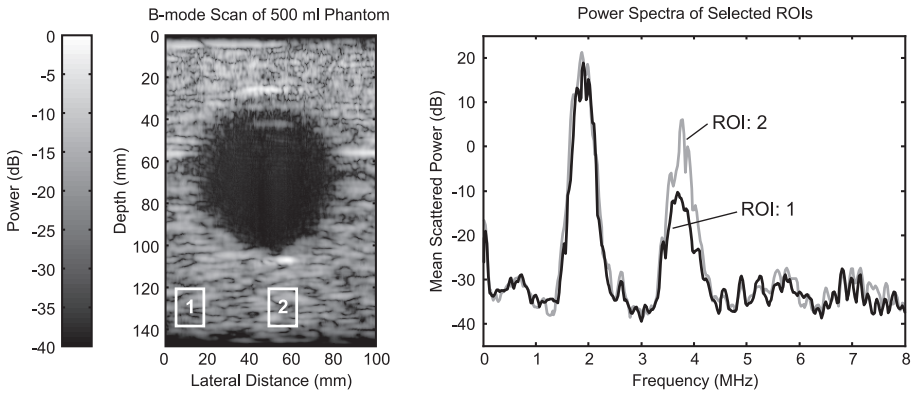 B-mode Scan of 500 ml Phantom
Power (dB)
0
-5
-10
-15
-20
-25
-30
-35
-40
Depth (mm)
0
20
40
60
80
100
120
140
1
2
0 20 40 60 80 100
Lateral Distance (mm)
Power Spectra of Selected ROIs
Mean Scattered Power (dB)
20
10
0
-10
-20
-30
-40
ROI: 2
ROI: 1
0 1 2 3 4 5 6 7 8
Frequency (MHz)